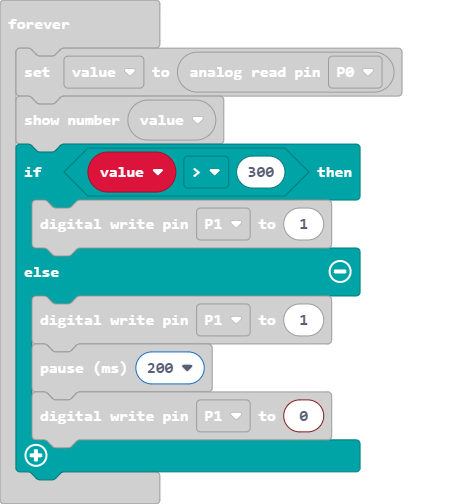 forever
set value to analog read pin P0
show number value
if value > 300 then
digital write pin P1 to 1
else
digital write pin P1 to 1
pause (ms) 200
digital write pin P1 to 0